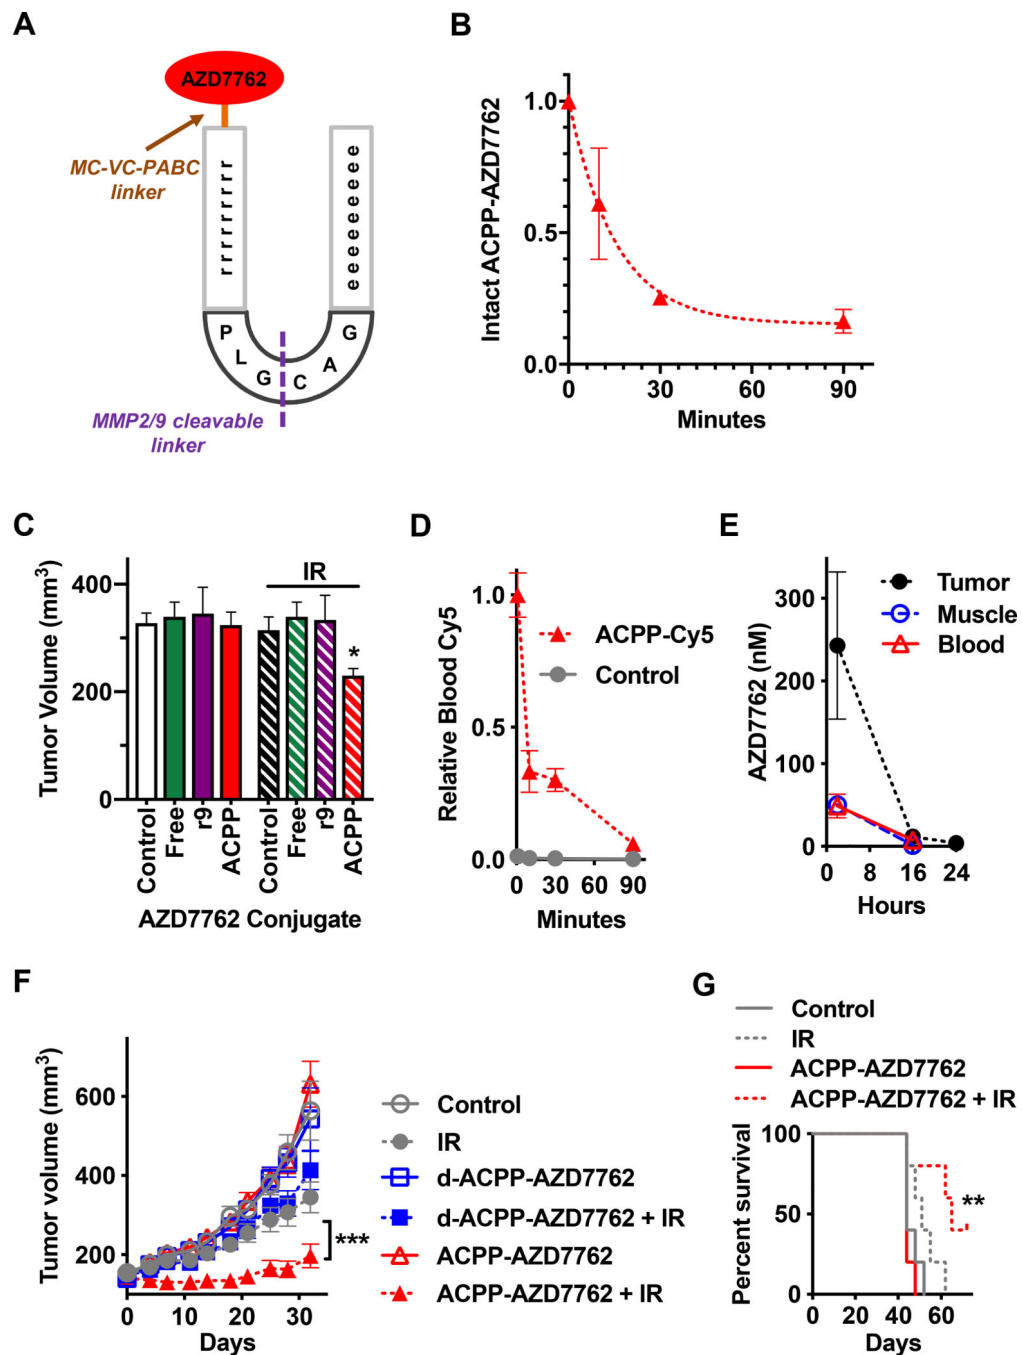 A
AZD7762
MC-VC-PABC
linker
rrrrrrrrr
eeeeeeeee
P
L
G
C
A
G
MMP2/9 cleavable
linker
B
Intact ACPP-AZD7762
1.0
0.5
0.0
0 30 60 90
Minutes
C
Tumor Volume (mm³)
400
200
0
IR
*
Control Free r9 ACPP Control Free r9 ACPP
AZD7762 Conjugate
D
Relative Blood Cy5
1.0
0.5
0.0
ACPP-Cy5
Control
0 30 60 90
Minutes
E
AZD7762 (nM)
300
200
100
50
0
Tumor
Muscle
Blood
0 8 16 24
Hours
F
Tumor volume (mm³)
600
400
200
0 10 20 30
Days
Control
IR
d-ACPP-AZD7762
d-ACPP-AZD7762 + IR
ACPP-AZD7762
ACPP-AZD7762 + IR
***
G
Control
IR
ACPP-AZD7762
ACPP-AZD7762 + IR
Percent survival
100
50
0
**
0 20 40 60
Days